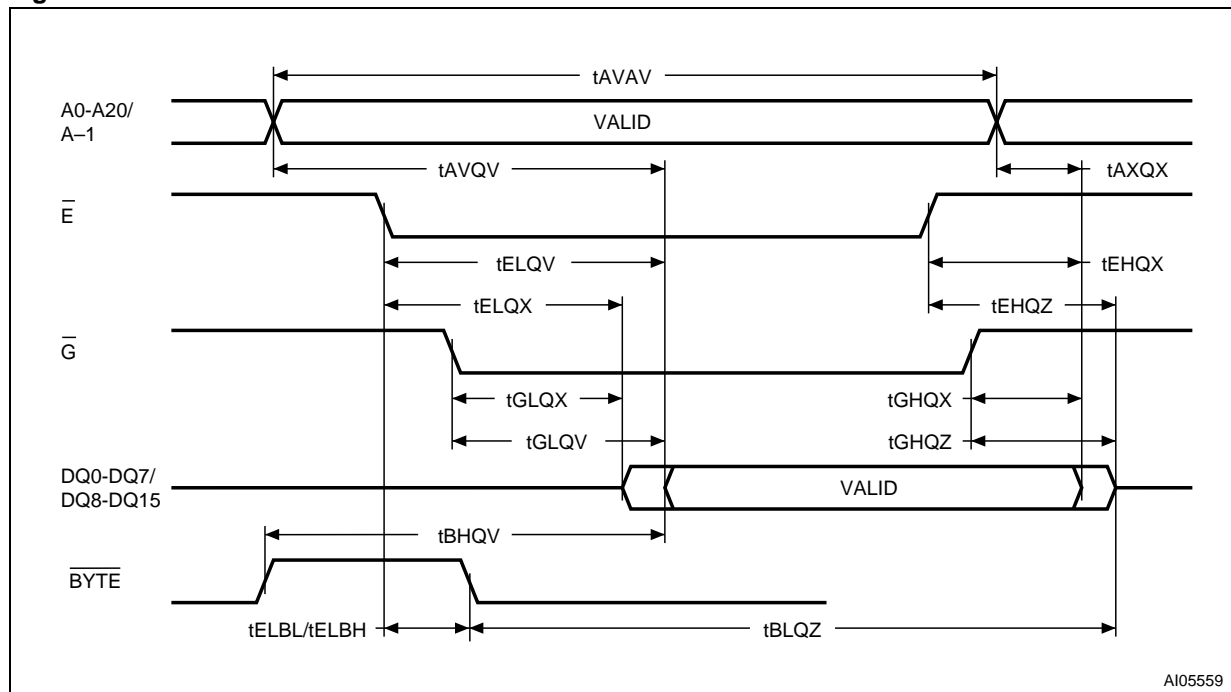 tAVAV
A0-A20/
A–1
VALID
tAVQV
tAXQX
E
tELQV
tEHQX
tELQX
tEHQZ
G
tGLQX
tGHQX
tGLQV
tGHQZ
DQ0-DQ7/
DQ8-DQ15
VALID
tBHQV
BYTE
tELBL/tELBH
tBLQZ
AI05559